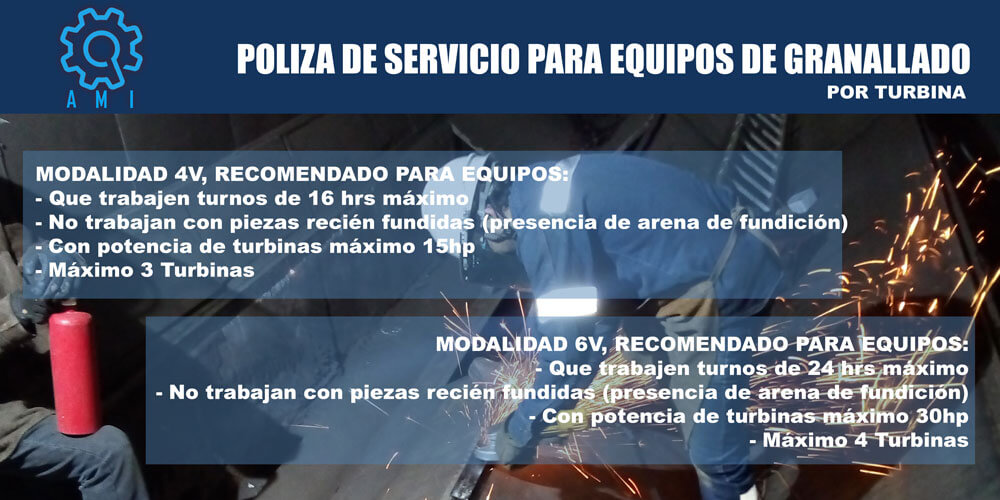 AMI
POLIZA DE SERVICIO PARA EQUIPOS DE GRANALLADO
POR TURBINA
MODALIDAD 4V, RECOMENDADO PARA EQUIPOS:
- Que trabajen turnos de 16 hrs máximo
- No trabajan con piezas recién fundidas (presencia de arena de fundición)
- Con potencia de turbinas máximo 15hp
- Máximo 3 Turbinas
MODALIDAD 6V, RECOMENDADO PARA EQUIPOS:
- Que trabajen turnos de 24 hrs máximo
- No trabajan con piezas recién fundidas (presencia de arena de fundición)
- Con potencia de turbinas máximo 30hp
- Máximo 4 Turbinas